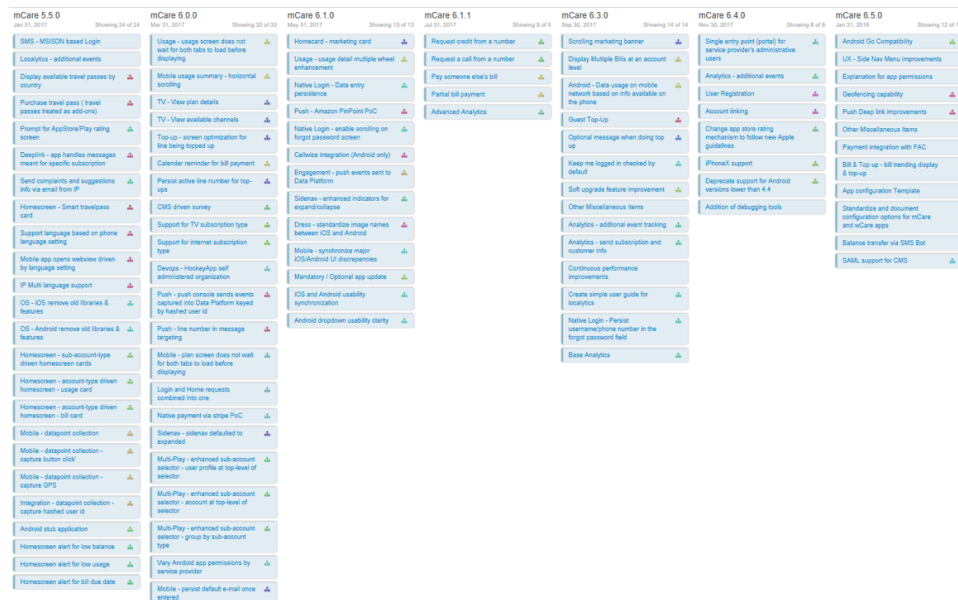 mCare 5.5.0
Jan 31, 2017
Showing 24 of 24
SMS - MSISON based Login
Localytics - additional events
Display available travel passes by
country
Purchase travel pass ( travel
passes treated as add-ons)
Prompt for AppStore/Play rating
screen
Deeplink - app handles messages
meant for specific subscription
Send complaints and suggestions
info via email from IP
Homescreen - Smart travelpass
card
Support language based on phone
language setting
Mobile app opens webview driven
by language setting
IP Multi language support
OS - iOS remove old libraries &
features
OS - Android remove old libraries &
features
Homescreen - sub-account-type
driven homescreen cards
Homescreen - account-type driven
homescreen - usage card
Homescreen - account-type driven
homescreen - bill card
Mobile - datapoint collection
Mobile - datapoint collection -
capture button click'
Mobile - datapoint collection -
capture GPS
Integration - datapoint collection -
capture hashed user id
Android stub application
Homescreen alert for low balance
Homescreen alert for low usage
Homescreen alert for bill due date
mCare 6.0.0
Mar 31, 2017
Showing 32 of 32
Usage - usage screen does not
wait for both tabs to load before
displaying
Mobile usage summary - horizontal
scrolling
TV - View plan details
TV - View available channels
Top-up - screen optimization for
line being topped up
Calendar reminder for bill payment
Persist active line number for top-
ups
CMS driven survey
Support for TV subscription type
Support for internet subscription
type
Devops - HockeyApp self
administered organization
Push - push console sends events
captured into Data Platform keyed
by hashed user id
Push - line number in message
targeting
Mobile - plan screen does not wait
for both tabs to load before
displaying
Login and Home requests
combined into one
Native payment via stripe PoC
Sidenav - sidenav defaulted to
expanded
Multi-Play - enhanced sub-account
selector - user profile at top-level of
selector
Multi-Play - enhanced sub-account
selector - account at top-level of
selector
Multi-Play - enhanced sub-account
selector - group by sub-account
type
Vary Anrdoid app permissions by
service provider
Mobile - persist default e-mail once
entered
mCare 6.1.0
May 31, 2017
Showing 13 of 13
Homecard - marketing card
Usage - usage detail multiple wheel
enhancement
Native Login - Data entry
persistence
Push - Amazon PinPoint PoC
Native Login - enable scrolling on
forgot password screen
Cellwize integration (Android only)
Engagement - push events sent to
Data Platform
Sidenav - enhanced indicators for
expand/collapse
Dress - standardize image names
between iOS and Android
Mobile - synchronize major
iOS/Android UI discrepencies
Mandatory / Optional app update
iOS and Android usability
synchronization
Android dropdown usability clarity
mCare 6.1.1
Jul 31, 2017
Showing 5 of 5
Request credit from a number
Request a call from a number
Pay someone else's bill
Partial bill payment
Advanced Analytics
mCare 6.3.0
Sep 30, 2017
Showing 14 of 14
Scrolling marketing banner
Display Multiple Bills at an account
level
Android - Data usage on mobile
network based on info available on
the phone
Guest Top-Up
Optional message when doing top
up
Keep me logged in checked by
default
Soft upgrade feature improvement
Other Miscellaneous Items
Analytics - addtional event tracking
Analytics - send subscription and
customer info
Continuous performance
improvements
Create simple user guide for
localytics
Native Login - Persist
username/phone number in the
forgot password field
Base Analytics
mCare 6.4.0
Nov 30, 2017
Showing 8 of 8
Single entry point (portal) for
service provider's administrative
users
Analytics - additional events
User Registration
Account linking
Change app store rating
mechanism to follow new Apple
guidelines
iPhoneX support
Deprecate support for Android
versions lower than 4.4
Addition of debugging tools
mCare 6.5.0
Jan 31, 2018
Showing 12 of 1
Android Go Compatibility
UX - Side Nav Menu improvements
Explanation for app permissions
Geofencing capability
Push Deep link improvements
Other Miscellaneous Items
Payment integration with FAC
Bill & Top up - bill trending display
& top-up
App configuration Template
Standardize and document
configuration options for mCare
and wCare apps
Balance transfer via SMS Bot
SAML support for CMS